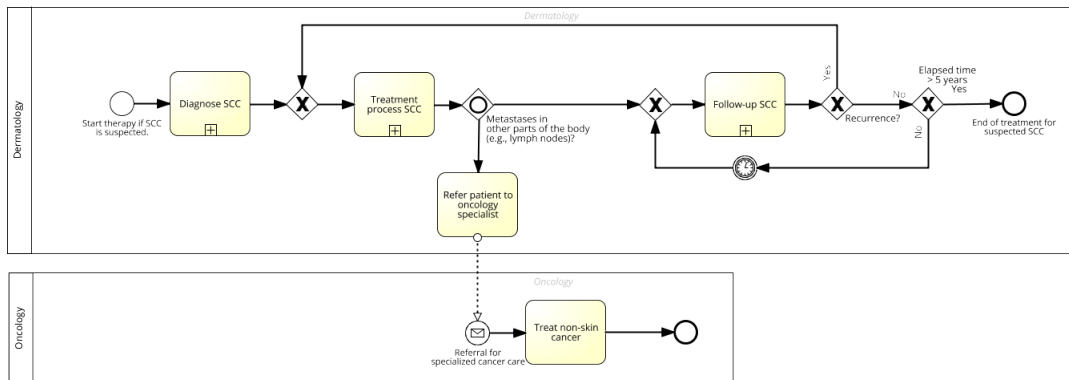 Dermatology
Dermatology
Start therapy if SCC
is suspected.
Diagnose SCC
Treatment
process SCC
Metastases in
other parts of the body
(e.g., lymph nodes)?
Refer patient to
oncology
specialist
Follow-up SCC
Yes
Recurrence?
No
Elapsed time
> 5 years
Yes
No
End of treatment for
suspected SCC
Oncology
Oncology
Referral for
specialized cancer care
Treat non-skin
cancer